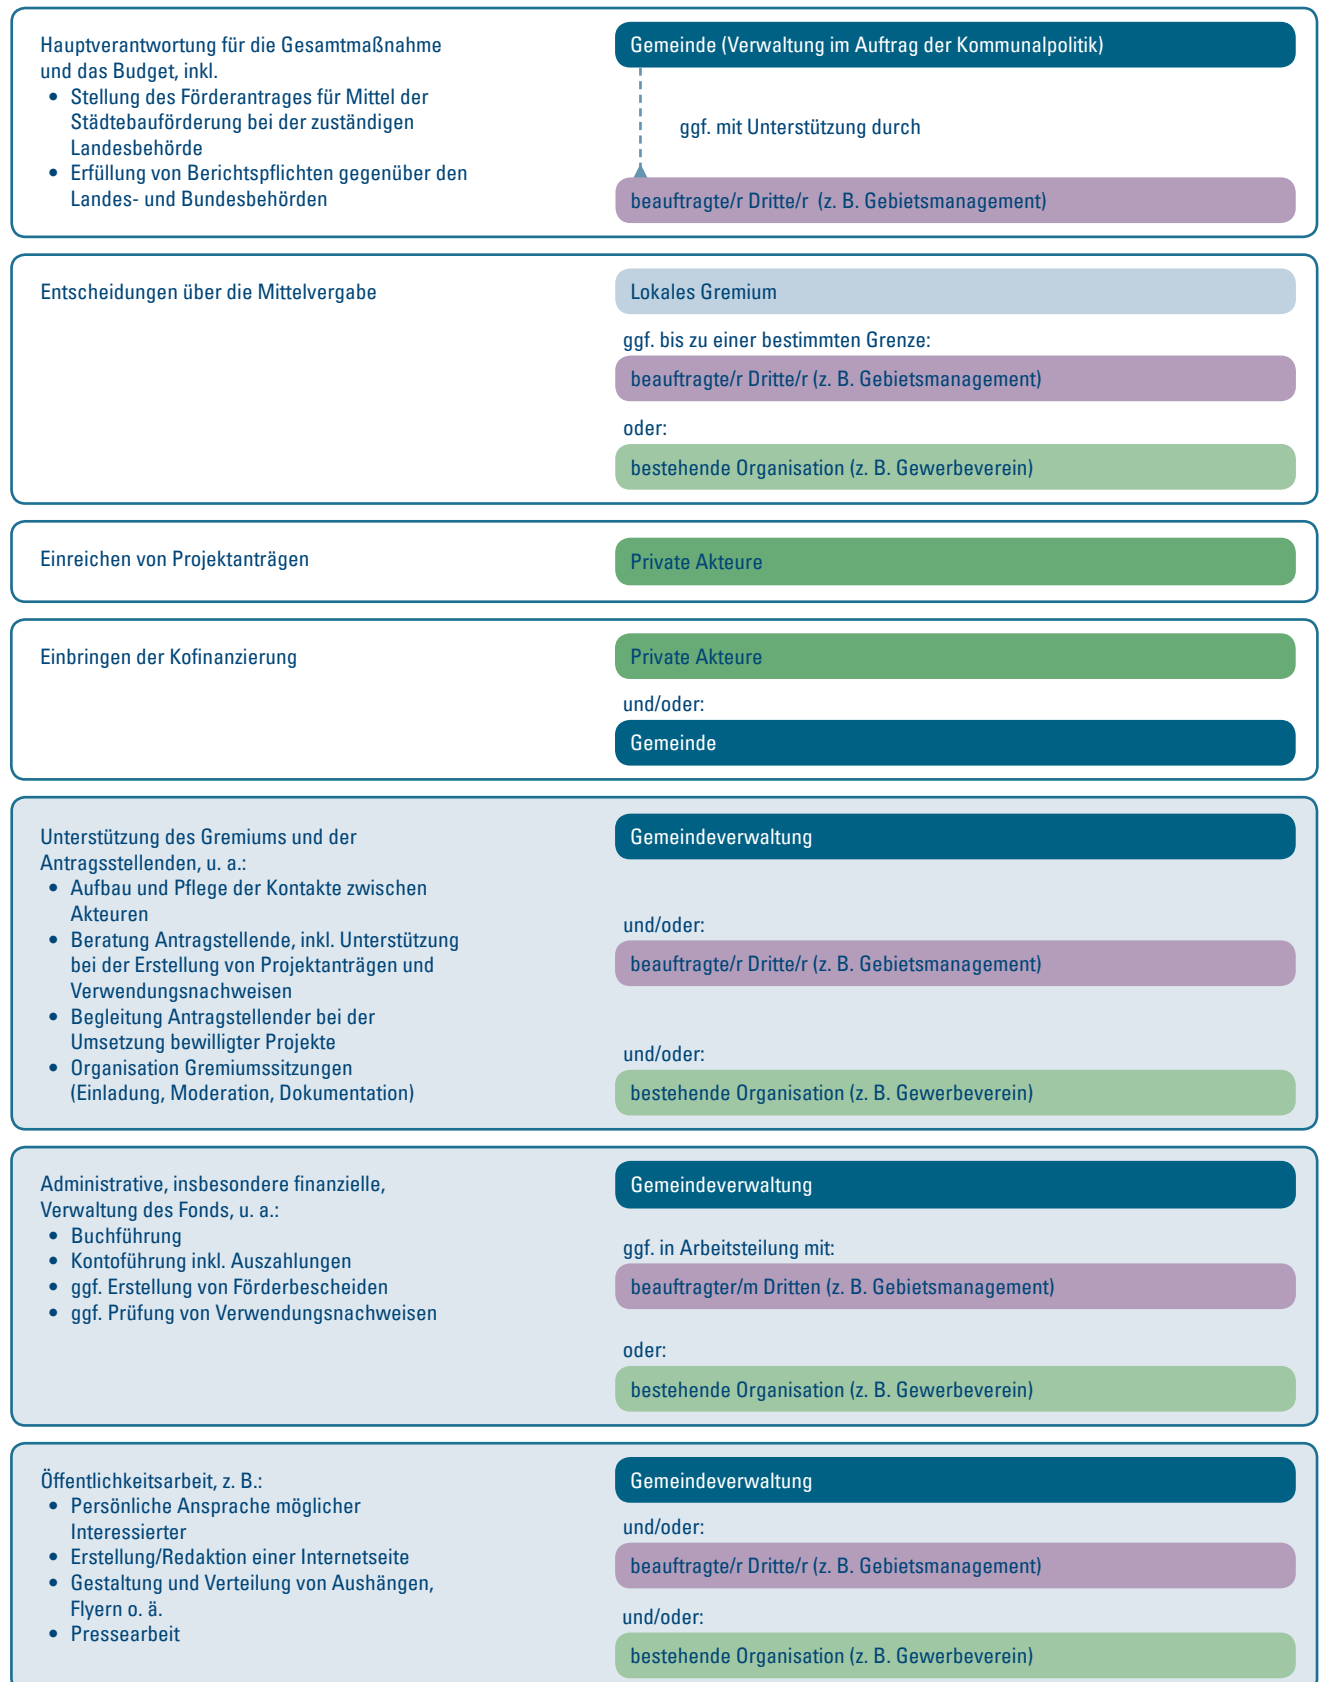 Hauptverantwortung für die Gesamtmaßnahme
und das Budget, inkl.
• Stellung des Förderantrages für Mittel der
Städtebauförderung bei der zuständigen
Landesbehörde
• Erfüllung von Berichtspflichten gegenüber den
Landes- und Bundesbehörden
Gemeinde (Verwaltung im Auftrag der Kommunalpolitik)
ggf. mit Unterstützung durch
beauftragte/r Dritte/r (z. B. Gebietsmanagement)
Entscheidungen über die Mittelvergabe
Lokales Gremium
ggf. bis zu einer bestimmten Grenze:
beauftragte/r Dritte/r (z. B. Gebietsmanagement)
oder:
bestehende Organisation (z. B. Gewerbeverein)
Einreichen von Projektanträgen
Private Akteure
Einbringen der Kofinanzierung
Private Akteure
und/oder:
Gemeinde
Unterstützung des Gremiums und der
Antragsstellenden, u. a.:
• Aufbau und Pflege der Kontakte zwischen
Akteuren
• Beratung Antragstellende, inkl. Unterstützung
bei der Erstellung von Projektanträgen und
Verwendungsnachweisen
• Begleitung Antragstellender bei der
Umsetzung bewilligter Projekte
• Organisation Gremiumssitzungen
(Einladung, Moderation, Dokumentation)
Gemeindeverwaltung
und/oder:
beauftragte/r Dritte/r (z. B. Gebietsmanagement)
und/oder:
bestehende Organisation (z. B. Gewerbeverein)
Administrative, insbesondere finanzielle,
Verwaltung des Fonds, u. a.:
• Buchführung
• Kontoführung inkl. Auszahlungen
• ggf. Erstellung von Förderbescheiden
• ggf. Prüfung von Verwendungsnachweisen
Gemeindeverwaltung
ggf. in Arbeitsteilung mit:
beauftragter/m Dritten (z. B. Gebietsmanagement)
oder:
bestehende Organisation (z. B. Gewerbeverein)
Öffentlichkeitsarbeit, z. B.:
• Persönliche Ansprache möglicher
Interessierter
• Erstellung/Redaktion einer Internetseite
• Gestaltung und Verteilung von Aushängen,
Flyern o. ä.
• Pressearbeit
Gemeindeverwaltung
und/oder:
beauftragte/r Dritte/r (z. B. Gebietsmanagement)
und/oder:
bestehende Organisation (z. B. Gewerbeverein)